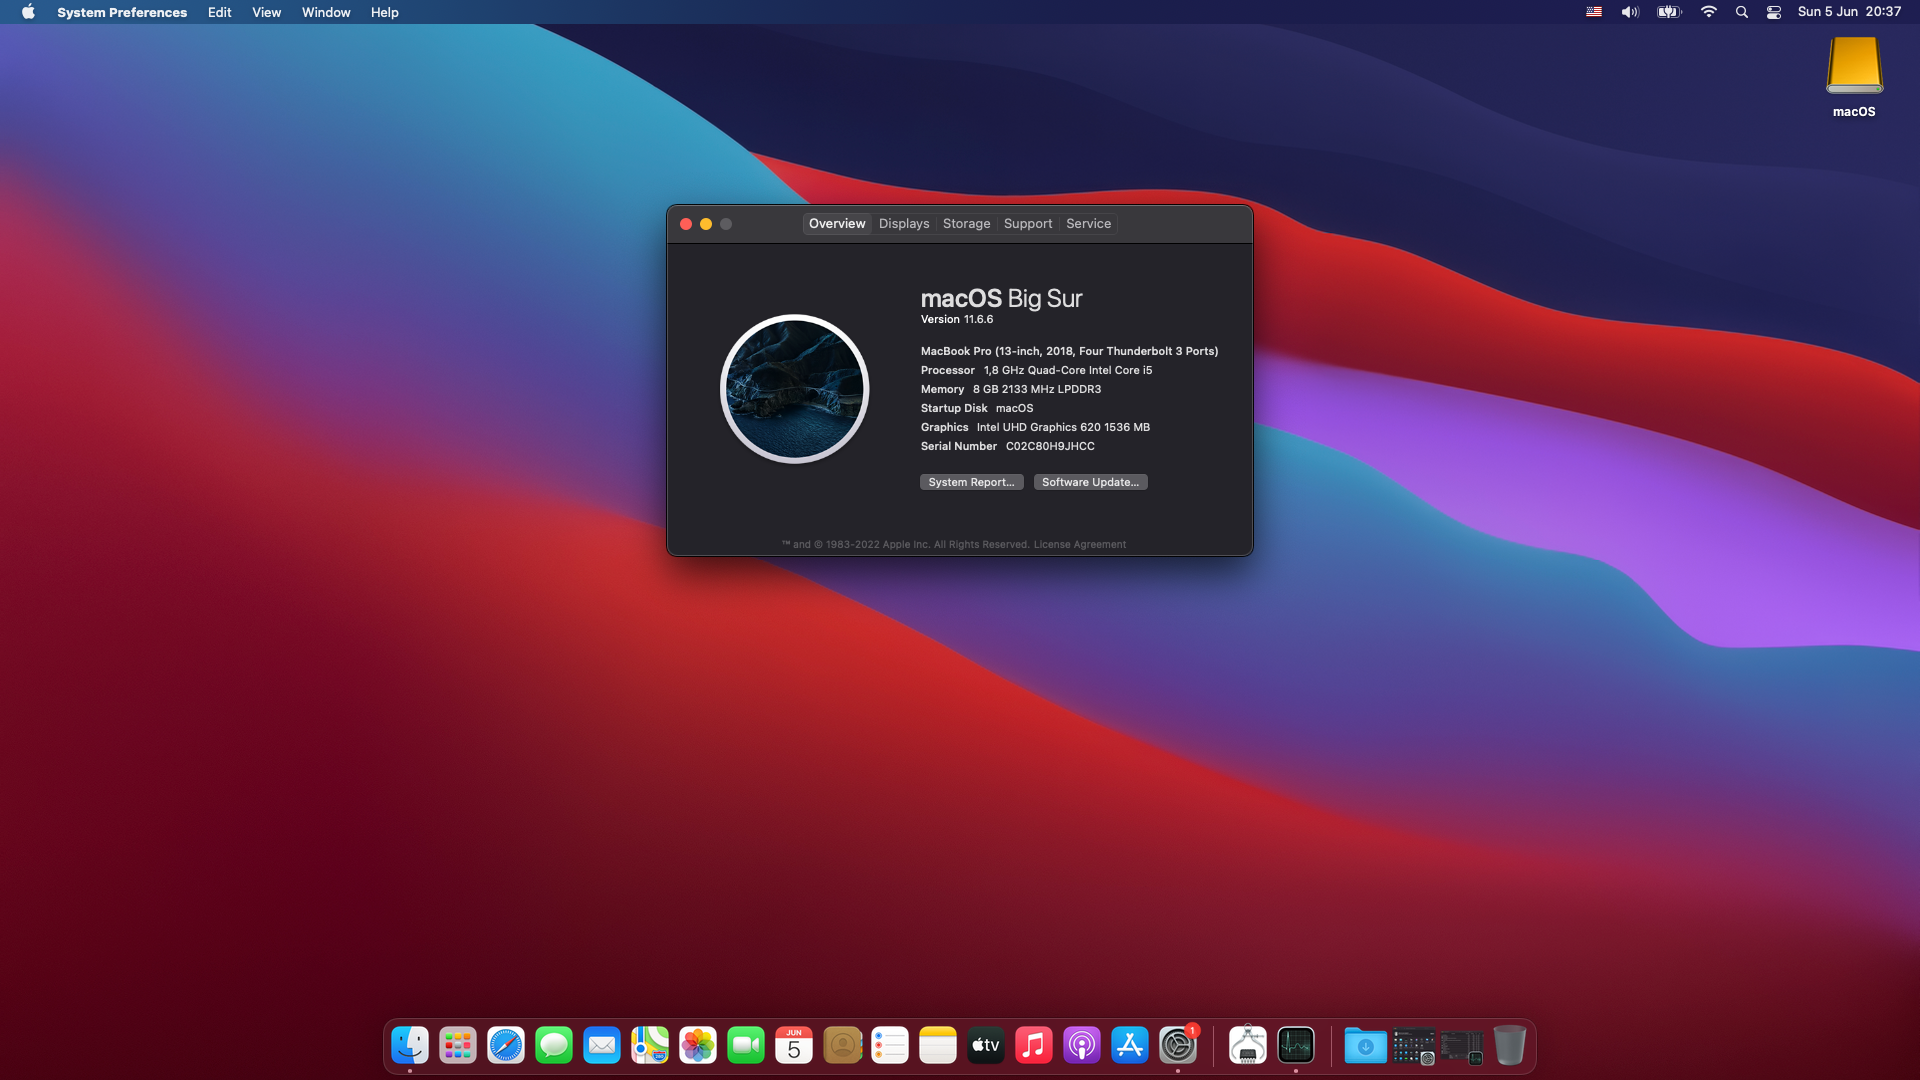 System Preferences Edit View Window Help
Sun 5 Jun 20:37
macOS
Overview Displays Storage Support Service
macOS Big Sur
Version 11.6.6
MacBook Pro (13-inch, 2018, Four Thunderbolt 3 Ports)
Processor 1,8 GHz Quad-Core Intel Core i5
Memory 8 GB 2133 MHz LPDDR3
Startup Disk macOS
Graphics Intel UHD Graphics 620 1536 MB
Serial Number C02C80H9JHCC
System Report... Software Update...
™ and © 1983-2022 Apple Inc. All Rights Reserved. License Agreement
JUN
5
tv
1